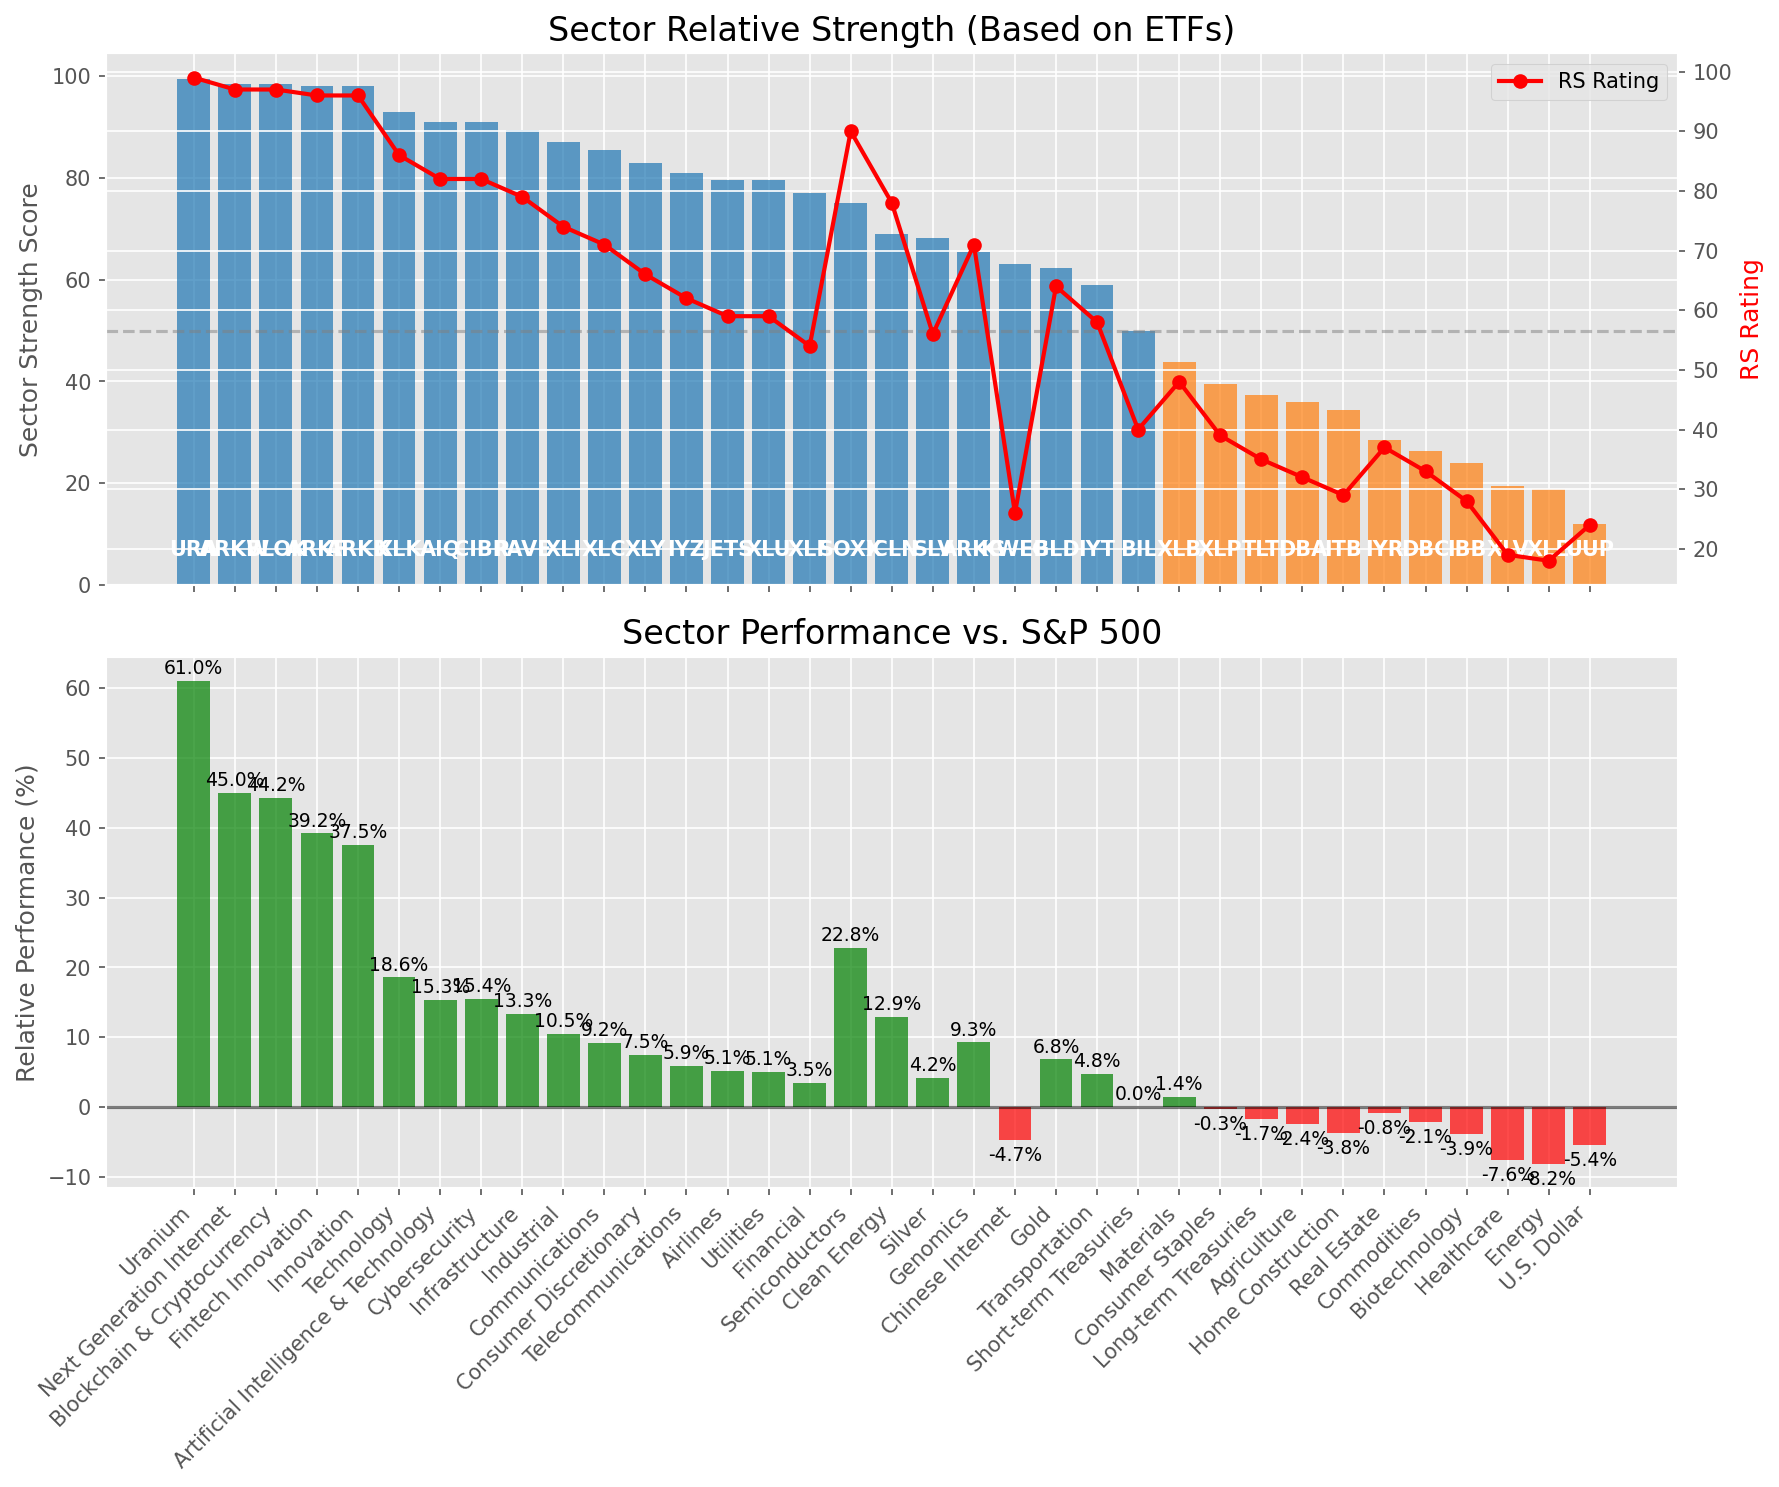 Sector Relative Strength (Based on ETFs)
Sector Strength Score
100
80
60
40
20
0
RS Rating
100
90
80
70
60
50
40
30
20
RS Rating
XLI
XLC
XLY
IYZ
JETS
XLU
IYT
BIL
XLB
XLP
TLT
DBA
ITB
IYR
DBC
IBB
UUP
Sector Performance vs. S&P 500
Relative Performance (%)
60
50
40
30
20
10
0
−10
61.0%
45.0%
44.2%
39.2%
37.5%
18.6%
15.3%
15.4%
13.3%
10.5%
9.2%
7.5%
5.9%
5.1%
5.1%
3.5%
22.8%
12.9%
4.2%
9.3%
-4.7%
6.8%
4.8%
0.0%
1.4%
-0.3%
-1.7%
-2.4%
-3.8%
-0.8%
-2.1%
-3.9%
-7.6%
-8.2%
-5.4%
Uranium
Next Generation Internet
Blockchain & Cryptocurrency
Fintech Innovation
Innovation
Technology
Artificial Intelligence & Technology
Cybersecurity
Infrastructure
Industrial
Communications
Consumer Discretionary
Telecommunications
Airlines
Utilities
Financial
Semiconductors
Clean Energy
Silver
Genomics
Chinese Internet
Gold
Transportation
Short-term Treasuries
Materials
Consumer Staples
Long-term Treasuries
Agriculture
Home Construction
Real Estate
Commodities
Biotechnology
Healthcare
Energy
U.S. Dollar